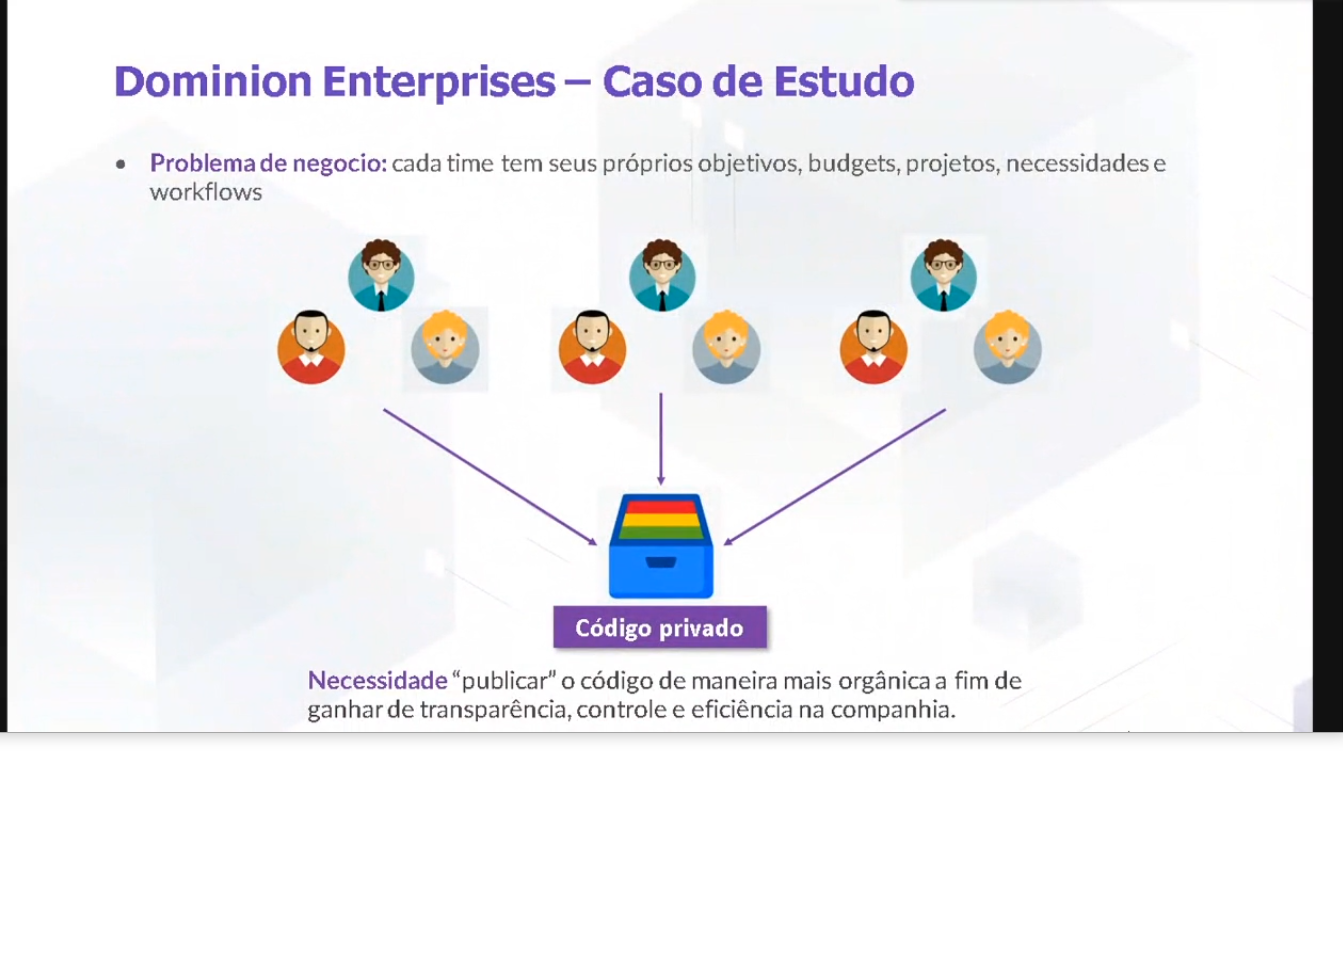 Dominion Enterprises – Caso de Estudo
• Problema de negocio: cada time tem seus próprios objetivos, budgets, projetos, necessidades e
workflows
Código privado
Necessidade “publicar” o código de maneira mais orgânica a fim de
ganhar de transparência, controle e eficiência na companhia.